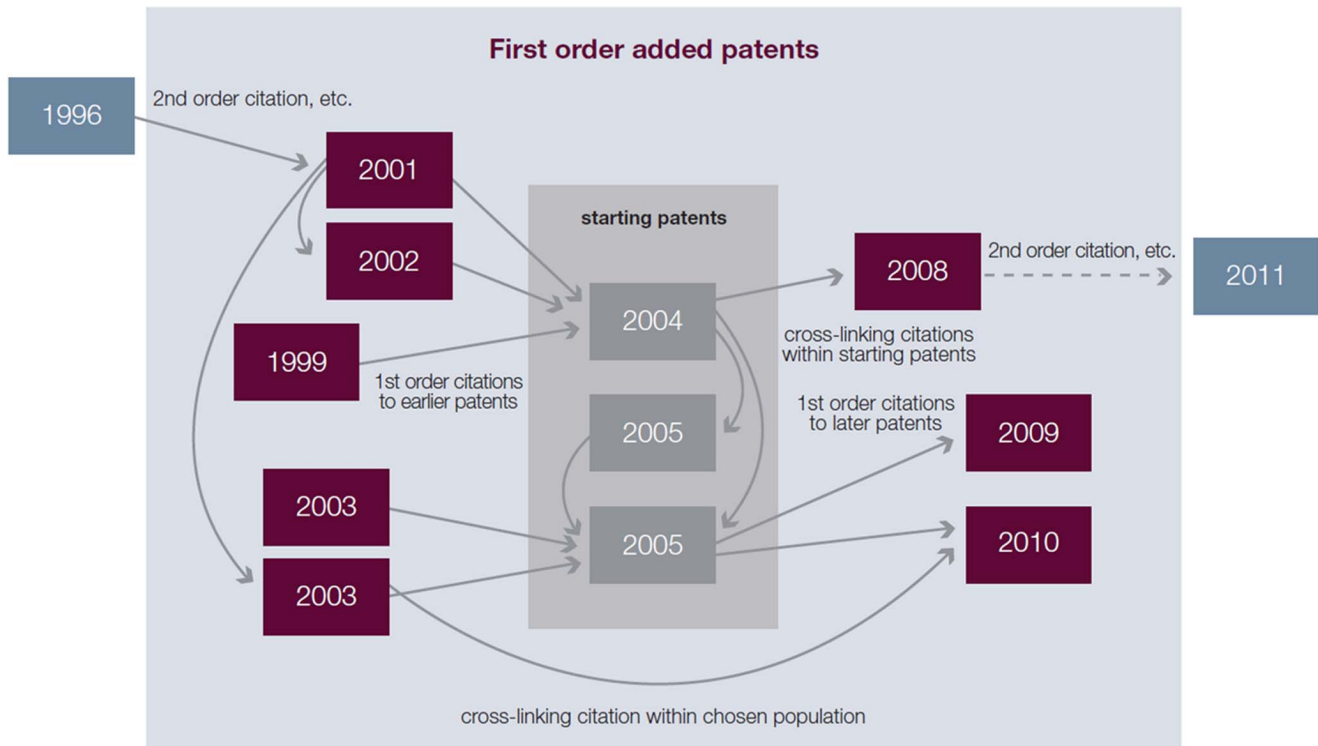 First order added patents
1996
2nd order citation, etc.
2001
starting patents
2002
2008
2nd order citation, etc.
2011
2004
1999
1st order citations
to earlier patents
cross-linking citations
within starting patents
1st order citations
to later patents
2005
2009
2003
2005
2010
2003
cross-linking citation within chosen population